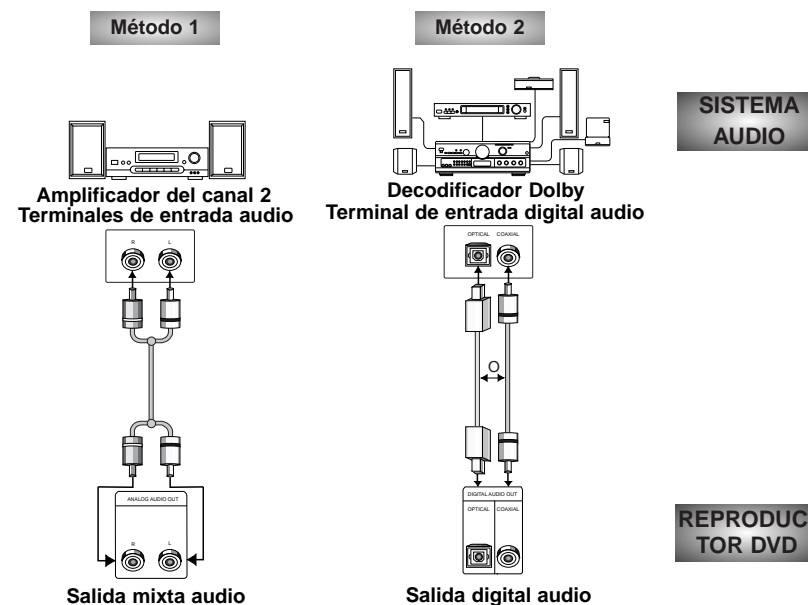 Método 1
Método 2
SISTEMA
AUDIO
Amplificador del canal 2
Terminales de entrada audio
Decodificador Dolby
Terminal de entrada digital audio
R L
OPTICAL COAXIAL
O
ANALOG AUDIO OUT
R L
DIGITAL AUDIO OUT
OPTICAL COAXIAL
REPRODUC
TOR DVD
Salida mixta audio
Salida digital audio